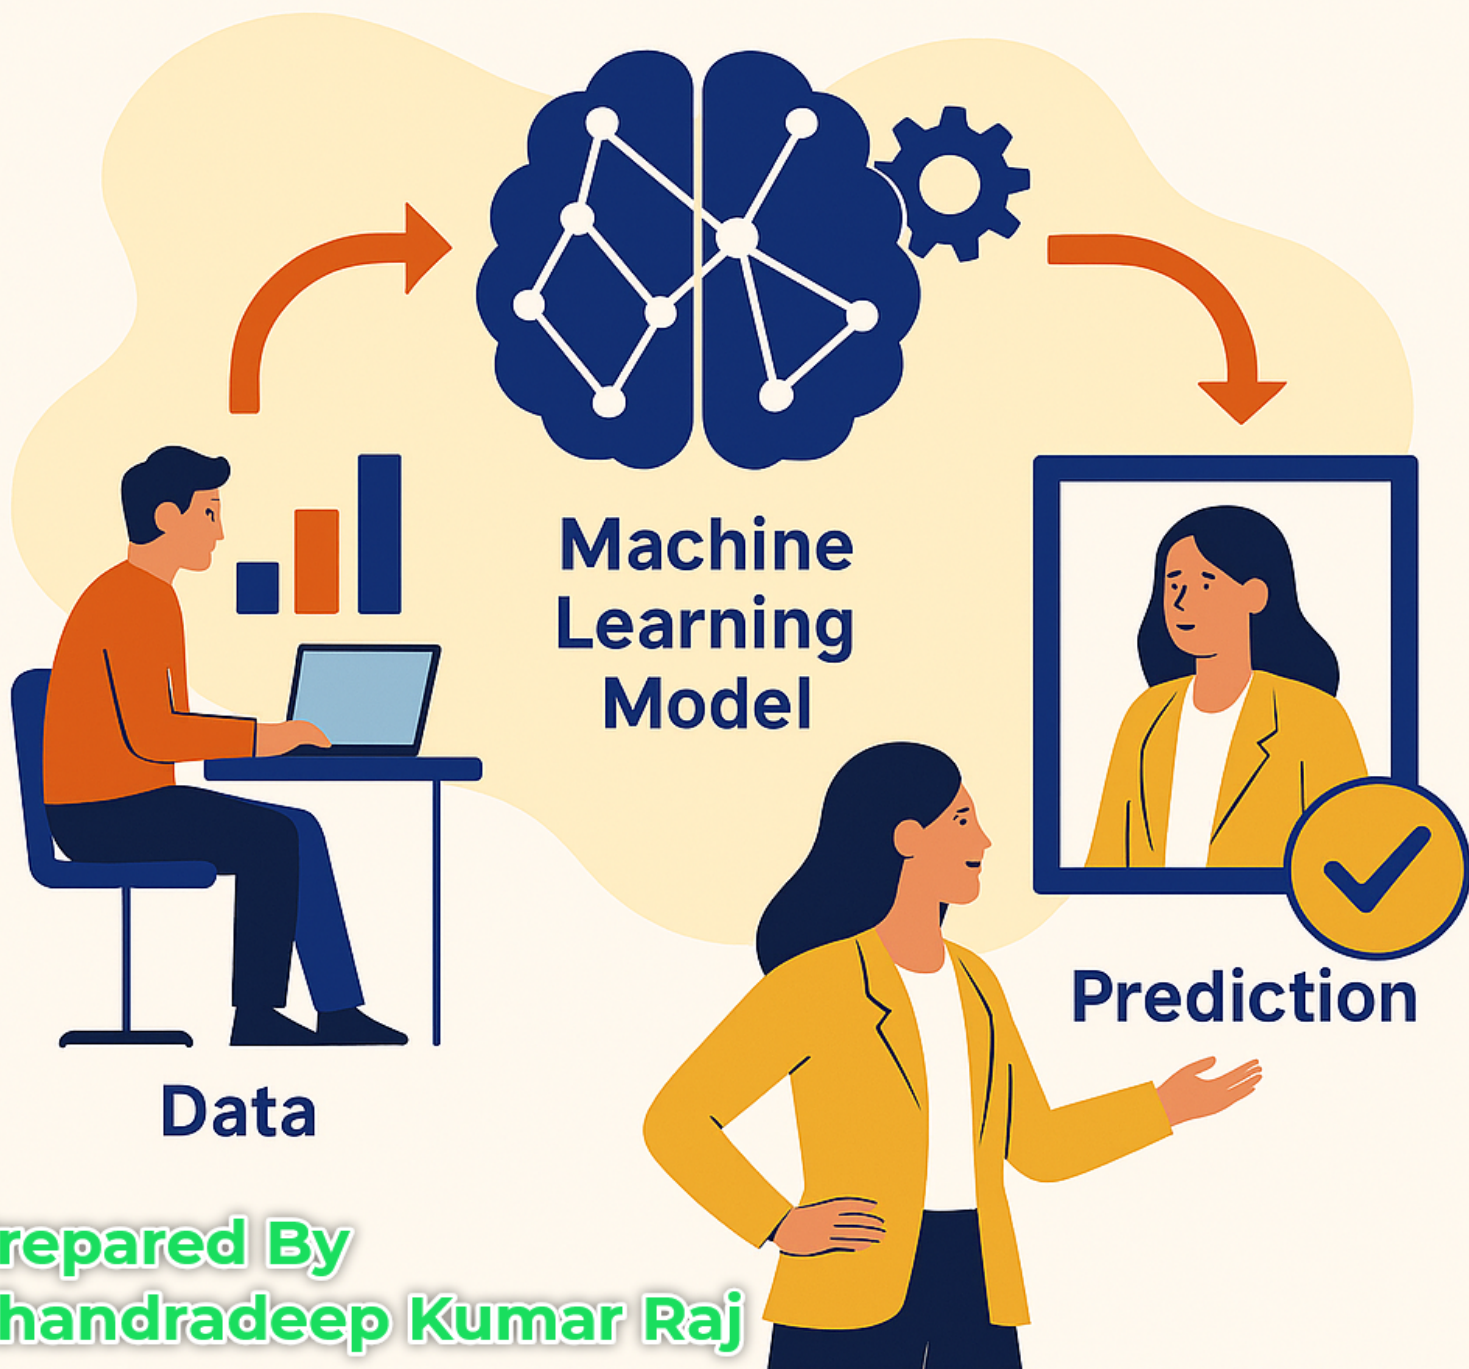 Machine
Learning
Model
Prediction
Data
repared By
handradeep Kumar Raj